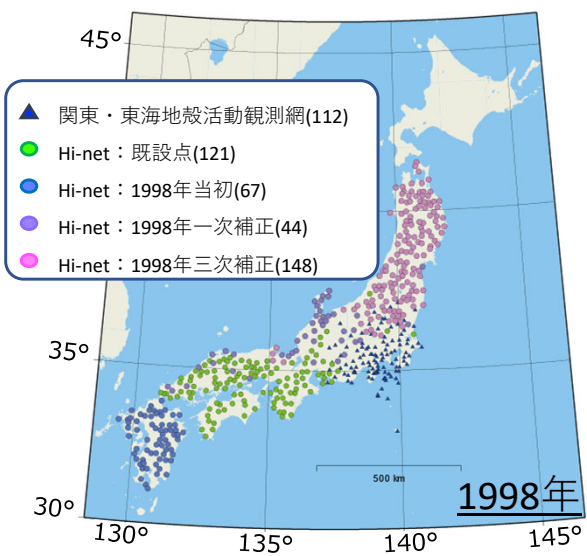 45°
関東・東海地殻活動観測網(112)
Hi-net：既設点(121)
Hi-net：1998年当初(67)
Hi-net：1998年一次補正(44)
Hi-net：1998年三次補正(148)
35°
500 km
1998年
30°
130°
135°
140°
145°